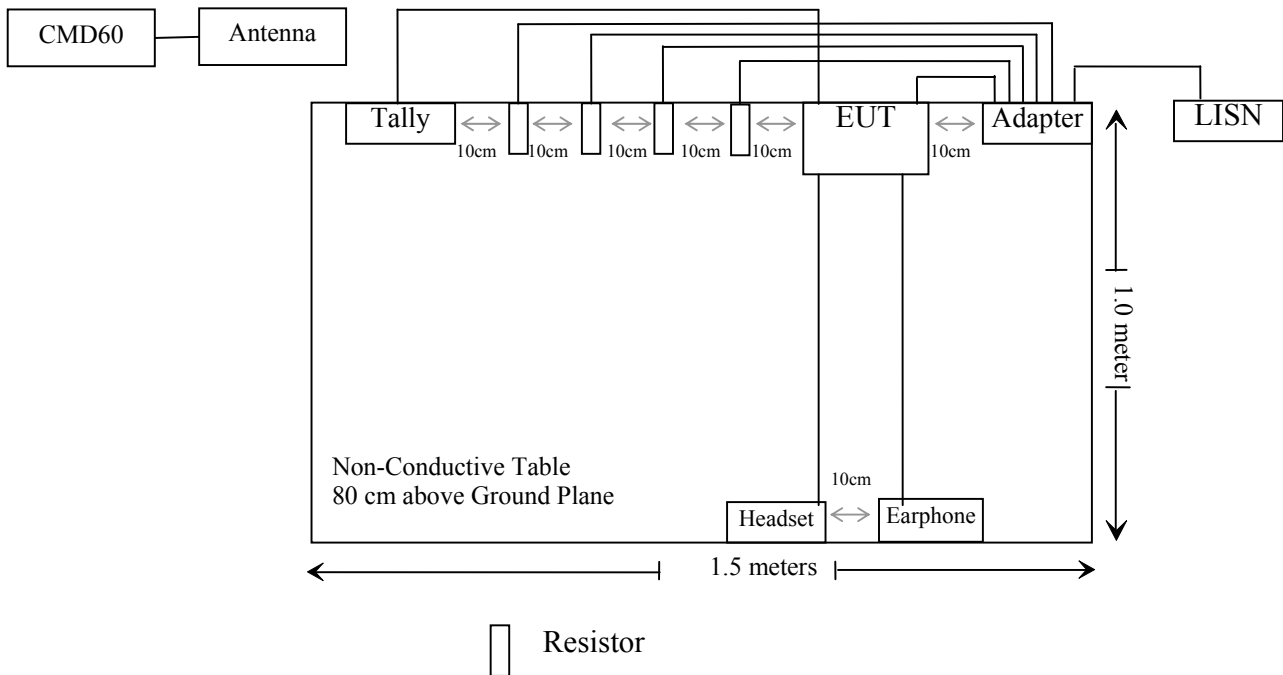 CMD60
Antenna
Tally
EUT
Adapter
LISN
10cm
10cm
10cm
10cm
10cm
10cm
1.0 meter
Non-Conductive Table
80 cm above Ground Plane
10cm
Headset
Earphone
1.5 meters
Resistor